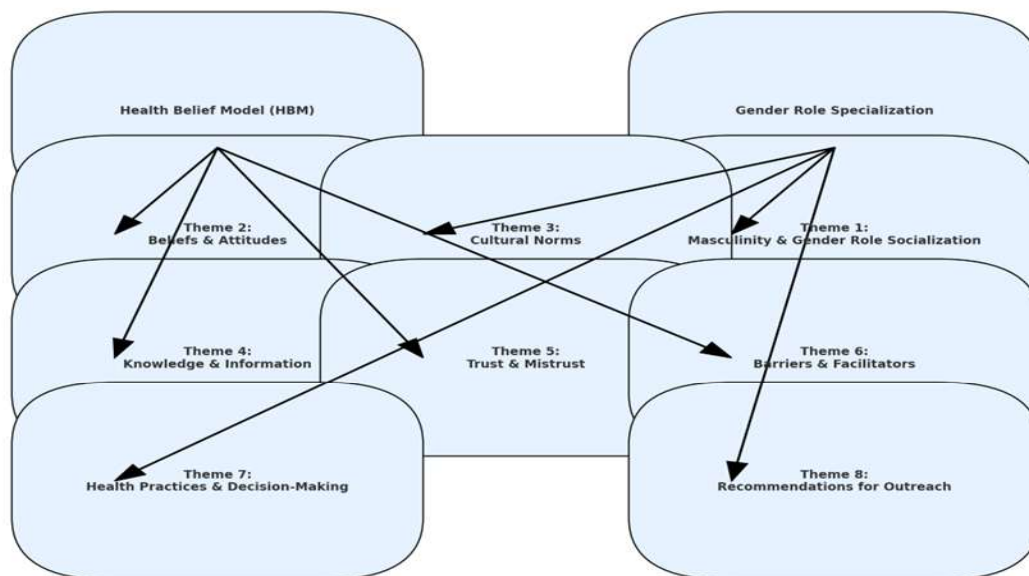 Health Belief Model (HBM)
Gender Role Specialization
Theme 2:
Beliefs & Attitudes
Theme 3:
Cultural Norms
Theme 1:
Masculinity & Gender Role Socialization
Theme 4:
Knowledge & Information
Theme 5:
Trust & Mistrust
Theme 6:
Barriers & Facilitators
Theme 7:
Health Practices & Decision-Making
Theme 8:
Recommendations for Outreach